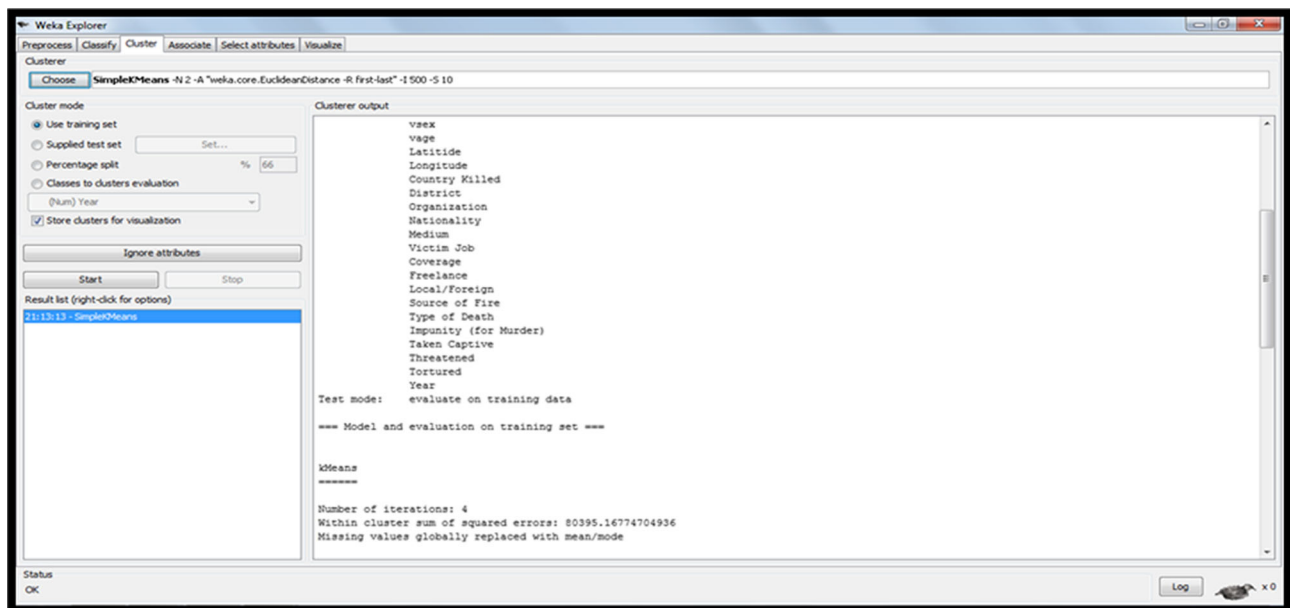 Weka Explorer
Preprocess Classify Cluster Associate Select attributes Visualize
Clusterer
Choose SimpleKMeans -N 2 -A "weka.core.EuclideanDistance -R first-last" -I 500 -S 10
Cluster mode
Use training set
Supplied test set Set...
Percentage split % 66
Classes to clusters evaluation
(Num) Year
Store clusters for visualization
Ignore attributes
Start Stop
Result list (right-click for options)
21:13:13 - SimpleKMeans
Clusterer output
vsex
vage
Latitide
Longitude
Country Killed
District
Organization
Nationality
Medium
Victim Job
Coverage
Freelance
Local/Foreign
Source of Fire
Type of Death
Impunity (for Murder)
Taken Captive
Threatened
Tortured
Year
Test mode: evaluate on training data
=== Model and evaluation on training set ===
kMeans
======
Number of iterations: 4
Within cluster sum of squared errors: 80395.16774704936
Missing values globally replaced with mean/mode
Status
OK
Log x 0